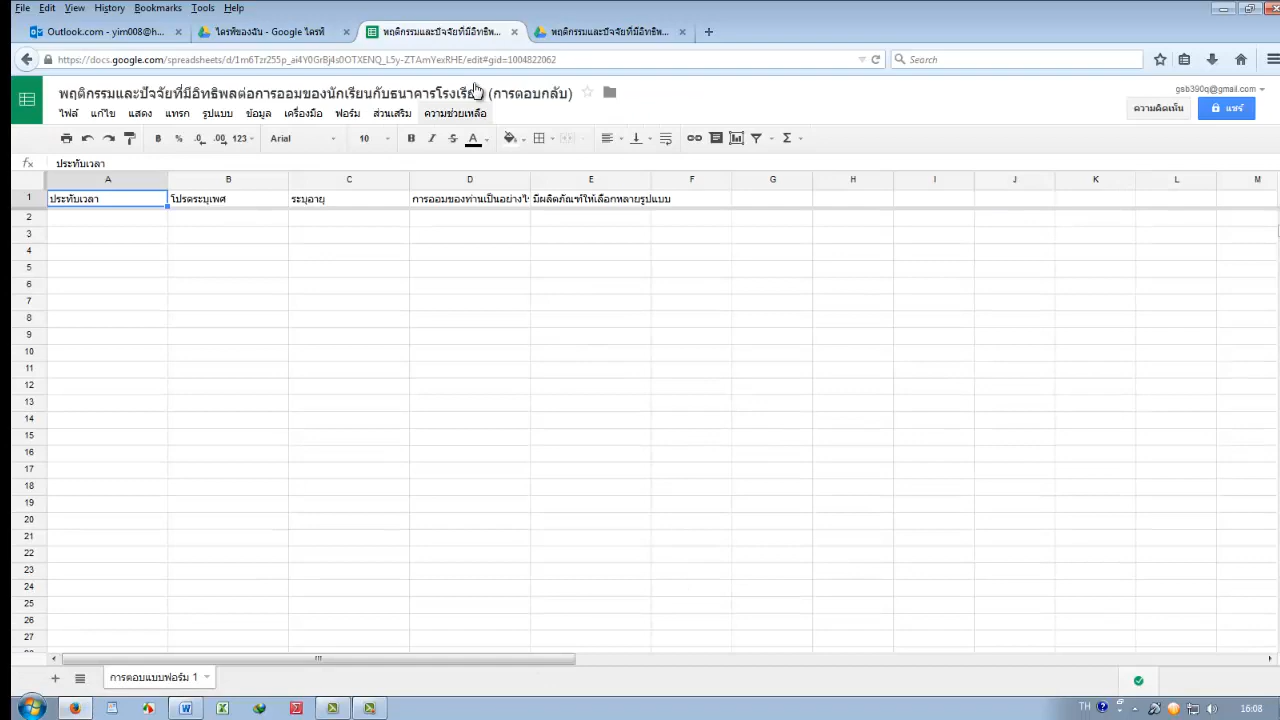 File Edit View History Bookmarks Tools Help
Outlook.com - yim008@h... ไดรฟ์ของฉัน - Google ไดรฟ์ พฤติกรรมและปัจจัยที่มีอิทธิพ... พฤติกรรมและปัจจัยที่มีอิทธิพ...
https://docs.google.com/spreadsheets/d/1m6Tzr255p_ai4Y0GrBj4s0OTXENQ_L5y-ZTAmYexRHE/edit#gid=1004822062 Search
พฤติกรรมและปัจจัยที่มีอิทธิพลต่อการออมของนักเรียนกับธนาคารโรงเรียน (การตอบกลับ) gsb390q@gmail.com
ไฟล์ แก้ไข แสดง แทรก รูปแบบ ข้อมูล เครื่องมือ ฟอร์ม ส่วนเสริม ความช่วยเหลือ ความคิดเห็น แชร์
฿ % .0 .00 123 Arial 10 B I S A Σ
fx ประทับเวลา
A B C D E F G H I J K L M
1 ประทับเวลา โปรดระบุเพศ ระบุอายุ การออมของท่านเป็นอย่างไร มีผลิตภัณฑ์ให้เลือกหลายรูปแบบ
2
3
4
5
6
7
8
9
10
11
12
13
14
15
16
17
18
19
20
21
22
23
24
25
26
27
การตอบแบบฟอร์ม 1
TH 16:08